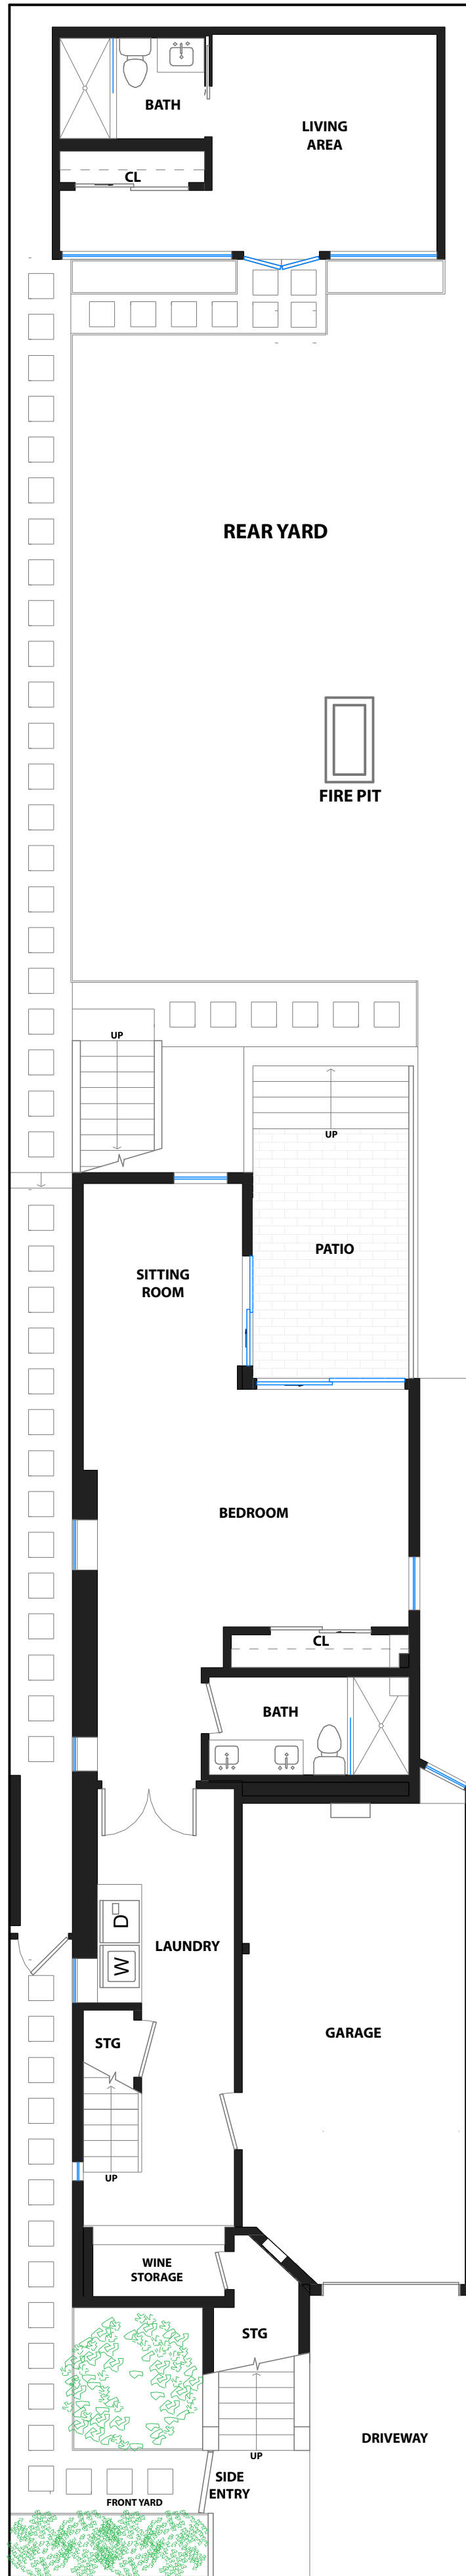 BATH
LIVING
AREA
CL
REAR YARD
FIRE PIT
UP
UP
PATIO
SITTING
ROOM
BEDROOM
CL
BATH
D
LAUNDRY
W
GARAGE
STG
UP
WINE
STORAGE
STG
DRIVEWAY
UP
SIDE
ENTRY
FRONT YARD